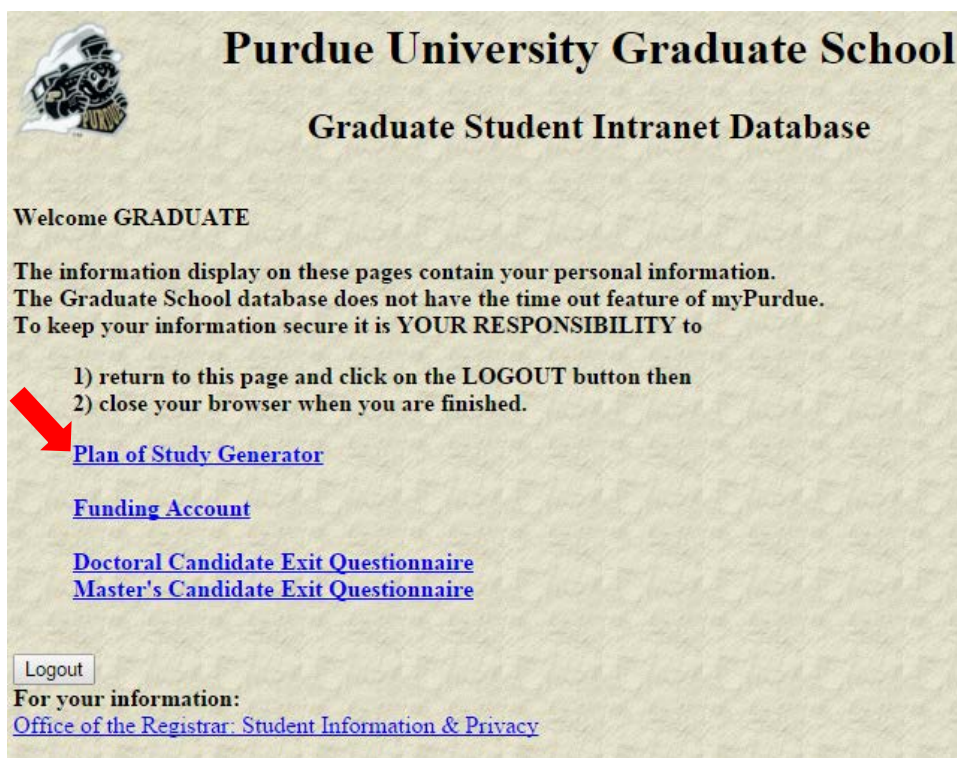 Purdue University Graduate School
Graduate Student Intranet Database
PURDUE
Welcome GRADUATE
The information display on these pages contain your personal information.
The Graduate School database does not have the time out feature of myPurdue.
To keep your information secure it is YOUR RESPONSIBILITY to
1) return to this page and click on the LOGOUT button then
2) close your browser when you are finished.
Plan of Study Generator
Funding Account
Doctoral Candidate Exit Questionnaire
Master's Candidate Exit Questionnaire
Logout
For your information:
Office of the Registrar: Student Information & Privacy